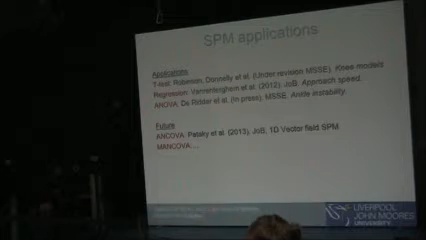 SPM applications
Applications
T-test: Robinson, Donnelly et al. (Under revision MSSE). Knee models
Regression: Vanrenterghem et al. (2012). JoB. Approach speed.
ANOVA: De Ridder et al. (in press). MSSE. Ankle instability.
Future
ANCOVA: Pataky et al. (2013). JoB, 1D Vector field SPM
MANCOVA…
LIVERPOOL
JOHN MOORES
UNIVERSITY